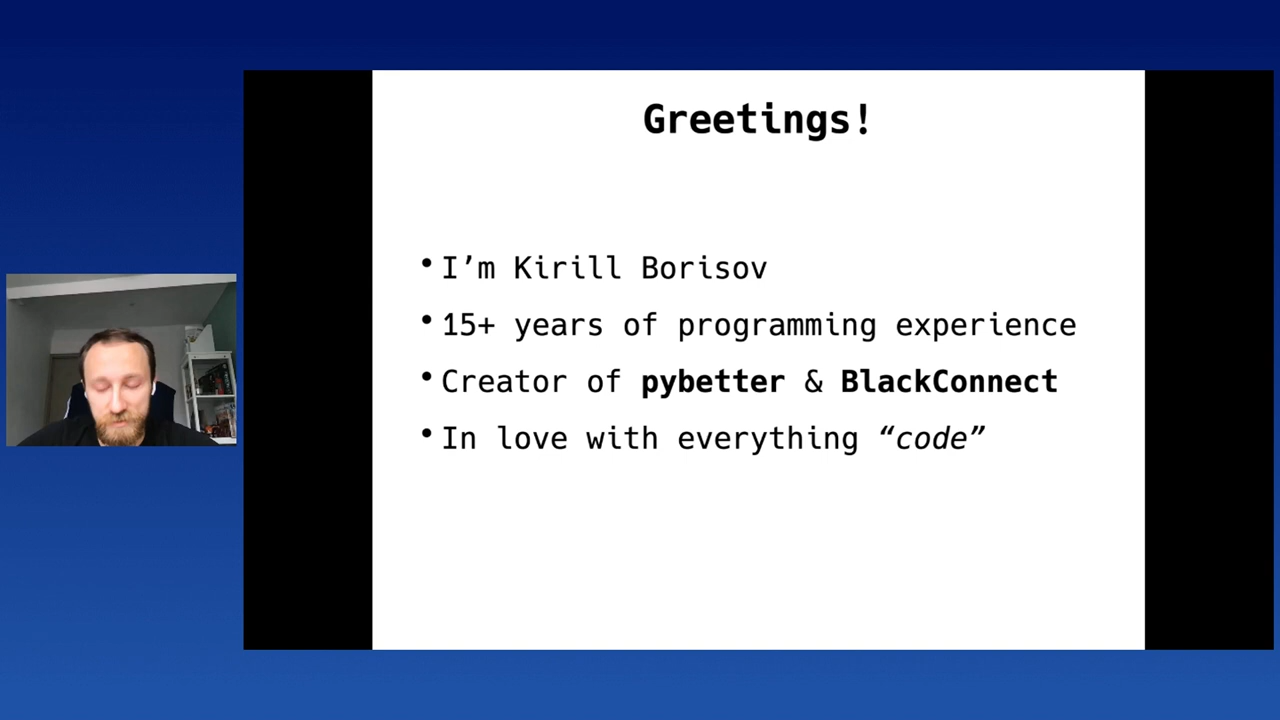 Greetings!
• I’m Kirill Borisov
• 15+ years of programming experience
• Creator of pybetter & BlackConnect
• In love with everything “code”